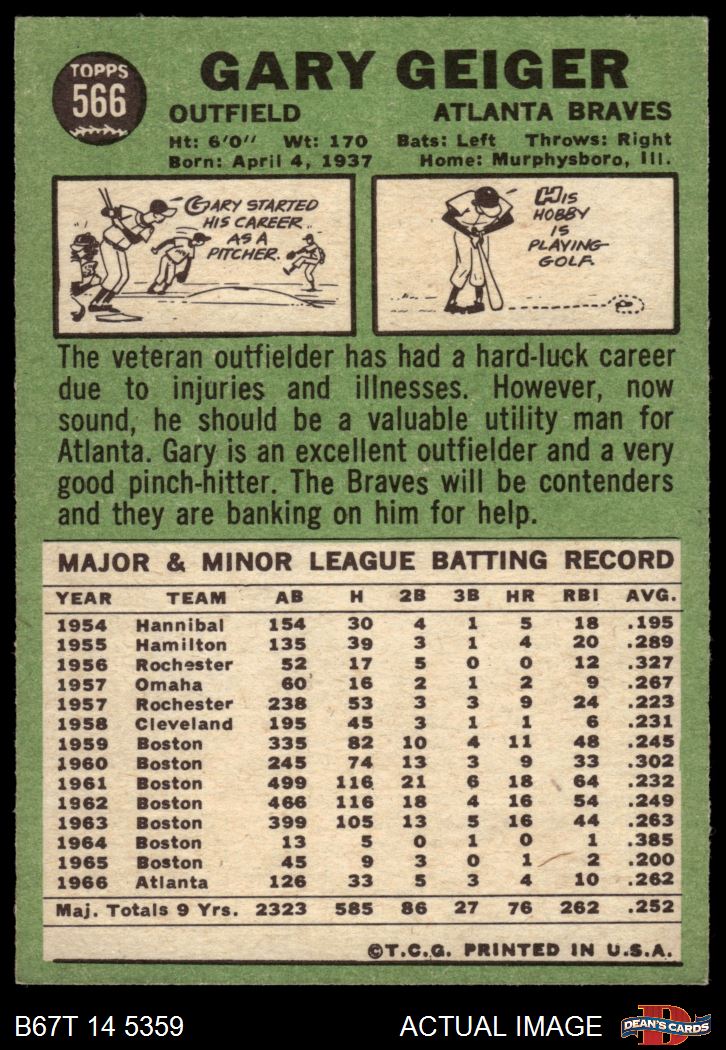 TOPPS
566
GARY GEIGER
OUTFIELD ATLANTA BRAVES
Ht: 6'0" Wt: 170 Bats: Left Throws: Right
Born: April 4, 1937 Home: Murphysboro, Ill.
GARY STARTED
HIS CAREER
AS A
PITCHER.
HIS
HOBBY
IS
PLAYING
GOLF.
The veteran outfielder has had a hard-luck career
due to injuries and illnesses. However, now
sound, he should be a valuable utility man for
Atlanta. Gary is an excellent outfielder and a very
good pinch-hitter. The Braves will be contenders
and they are banking on him for help.
MAJOR & MINOR LEAGUE BATTING RECORD
YEAR TEAM AB H 2B 3B HR RBI AVG.
1954 Hannibal 154 30 4 1 5 18 .195
1955 Hamilton 135 39 3 1 4 20 .289
1956 Rochester 52 17 5 0 0 12 .327
1957 Omaha 60 16 2 1 2 9 .267
1957 Rochester 238 53 3 3 9 24 .223
1958 Cleveland 195 45 3 1 1 6 .231
1959 Boston 335 82 10 4 11 48 .245
1960 Boston 245 74 13 3 9 33 .302
1961 Boston 499 116 21 6 18 64 .232
1962 Boston 466 116 18 4 16 54 .249
1963 Boston 399 105 13 5 16 44 .263
1964 Boston 13 5 0 1 0 1 .385
1965 Boston 45 9 3 0 1 2 .200
1966 Atlanta 126 33 5 3 4 10 .262
Maj. Totals 9 Yrs. 2323 585 86 27 76 262 .252
©T.C.G. PRINTED IN U.S.A.
B67T 14 5359 ACTUAL IMAGE
D
DEAN'S CARDS